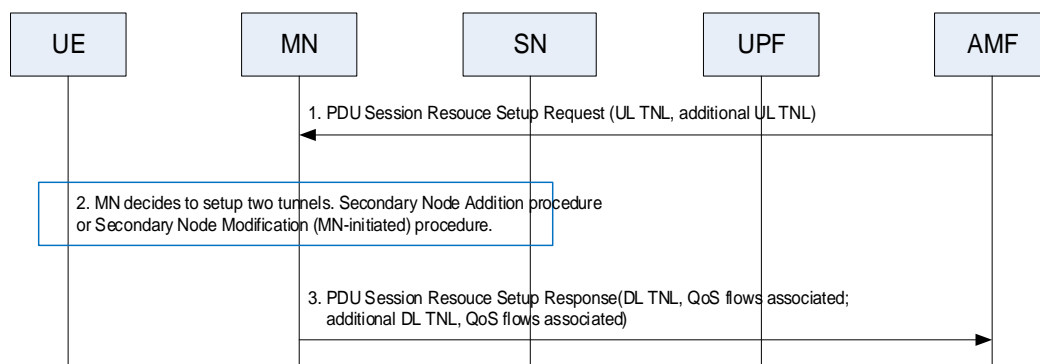 UE
MN
SN
UPF
AMF
1. PDU Session Resouce Setup Request (UL TNL, additional UL TNL)
2. MN decides to setup two tunnels. Secondary Node Addition procedure
or Secondary Node Modification (MN-initiated) procedure.
3. PDU Session Resouce Setup Response(DL TNL, QoS flows associated;
additional DL TNL, QoS flows associated)